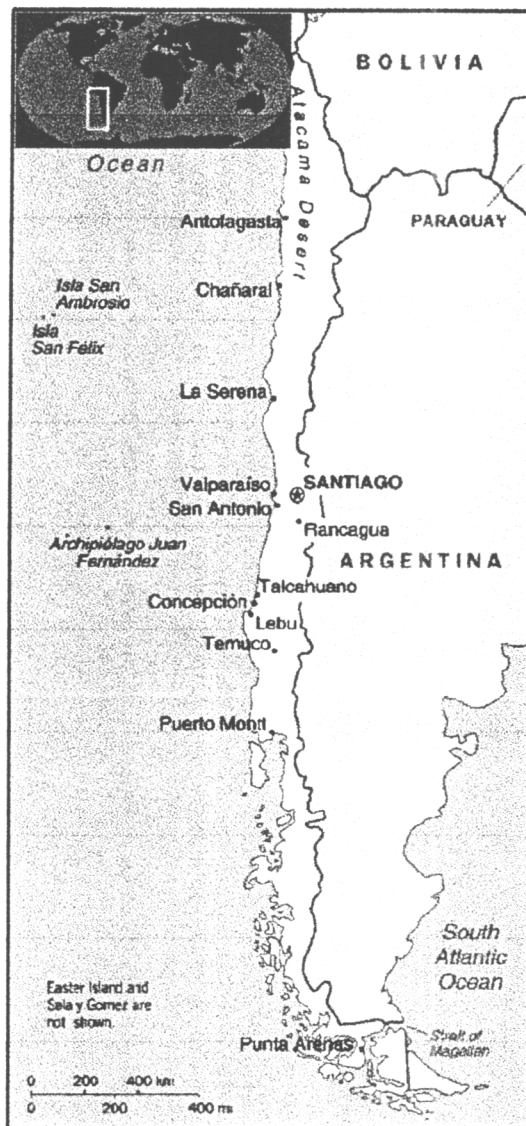 BOLIVIA
Ocean
Atacama Desert
PARAGUAY
Antofagasta
Isla San
Ambrosio
Chañaral
Isla
San Félix
La Serena
Valparaíso
SANTIAGO
San Antonio
Rancagua
Archipiélago Juan
Fernández
ARGENTINA
Talcahuano
Concepción
Lebu
Temuco
Puerto Montt
South
Atlantic
Ocean
Easter Island and
Sala y Gomez are
not shown.
Punta Arenas
Strait of
Magellan
0 200 400 km
0 200 400 mi